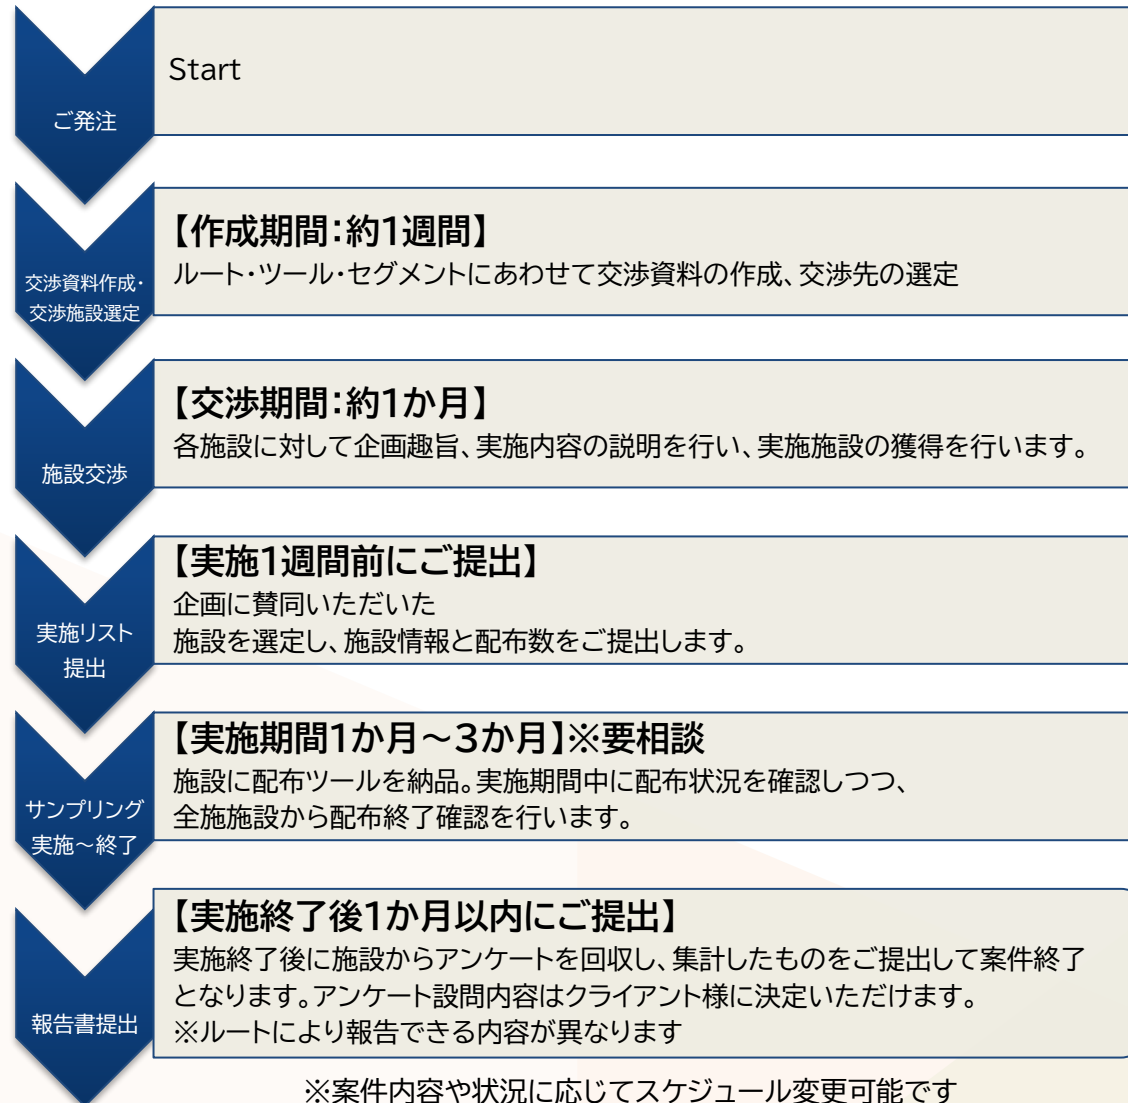 ご発注
Start
交渉資料作成・
交渉施設選定
【作成期間：約1週間】
ルート・ツール・セグメントにあわせて交渉資料の作成、交渉先の選定
施設交渉
【交渉期間：約1か月】
各施設に対して企画趣旨、実施内容の説明を行い、実施施設の獲得を行います。
実施リスト
提出
【実施1週間前にご提出】
企画に賛同いただいた
施設を選定し、施設情報と配布数をご提出します。
サンプリング
実施～終了
【実施期間1か月～3か月】※要相談
施設に配布ツールを納品。実施期間中に配布状況を確認しつつ、
全施施設から配布終了確認を行います。
報告書提出
【実施終了後1か月以内にご提出】
実施終了後に施設からアンケートを回収し、集計したものをご提出して案件終了
となります。アンケート設問内容はクライアント様に決定いただけます。
※ルートにより報告できる内容が異なります
※案件内容や状況に応じてスケジュール変更可能です